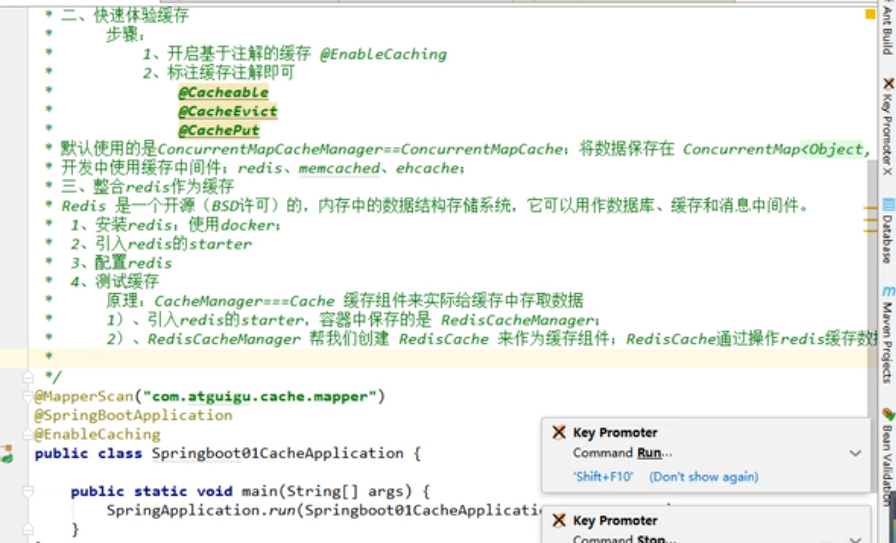 * 二、快速体验缓存
* 步骤：
* 1、开启基于注解的缓存 @EnableCaching
* 2、标注缓存注解即可
* @Cacheable
* @CacheEvict
* @CachePut
* 默认使用的是ConcurrentMapCacheManager==ConcurrentMapCache；将数据保存在 ConcurrentMap<Object,
* 开发中使用缓存中间件；redis、memcached、ehcache；
* 三、整合redis作为缓存
* Redis 是一个开源（BSD许可）的，内存中的数据结构存储系统，它可以用作数据库、缓存和消息中间件。
* 1、安装redis：使用docker；
* 2、引入redis的starter
* 3、配置redis
* 4、测试缓存
* 原理：CacheManager===Cache 缓存组件来实际给缓存中存取数据
* 1）、引入redis的starter，容器中保存的是 RedisCacheManager；
* 2）、RedisCacheManager 帮我们创建 RedisCache 来作为缓存组件；RedisCache通过操作redis缓存数据
*
*/
@MapperScan("com.atguigu.cache.mapper")
@SpringBootApplication
@EnableCaching
public class Springboot01CacheApplication {
public static void main(String[] args) {
SpringApplication.run(Springboot01CacheApplicatio
}
Key Promoter
Command Run...
'Shift+F10' (Don't show again)
Key Promoter
Command Stop...
Ant Build
Key Promoter X
Database
Maven Projects
Bean Validation